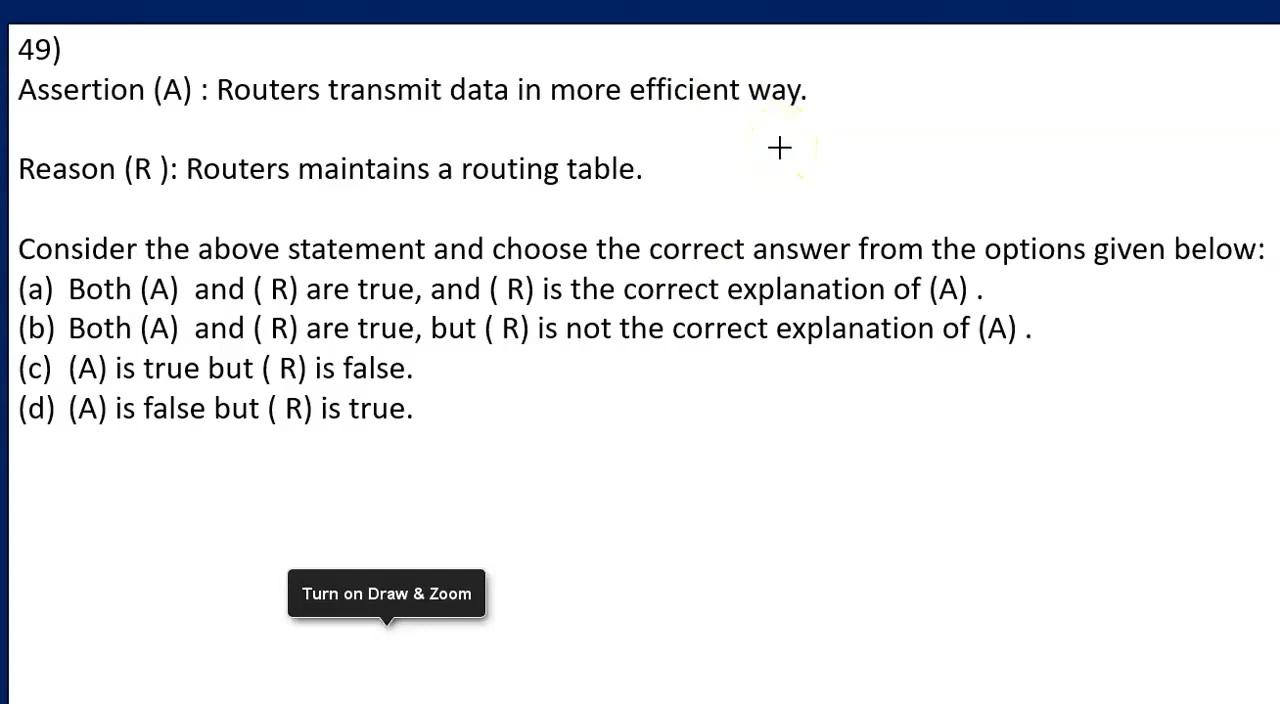 49)
Assertion (A) : Routers transmit data in more efficient way.
Reason (R ): Routers maintains a routing table.
Consider the above statement and choose the correct answer from the options given below:
(a) Both (A) and ( R) are true, and ( R) is the correct explanation of (A) .
(b) Both (A) and ( R) are true, but ( R) is not the correct explanation of (A) .
(c) (A) is true but ( R) is false.
(d) (A) is false but ( R) is true.
Turn on Draw & Zoom